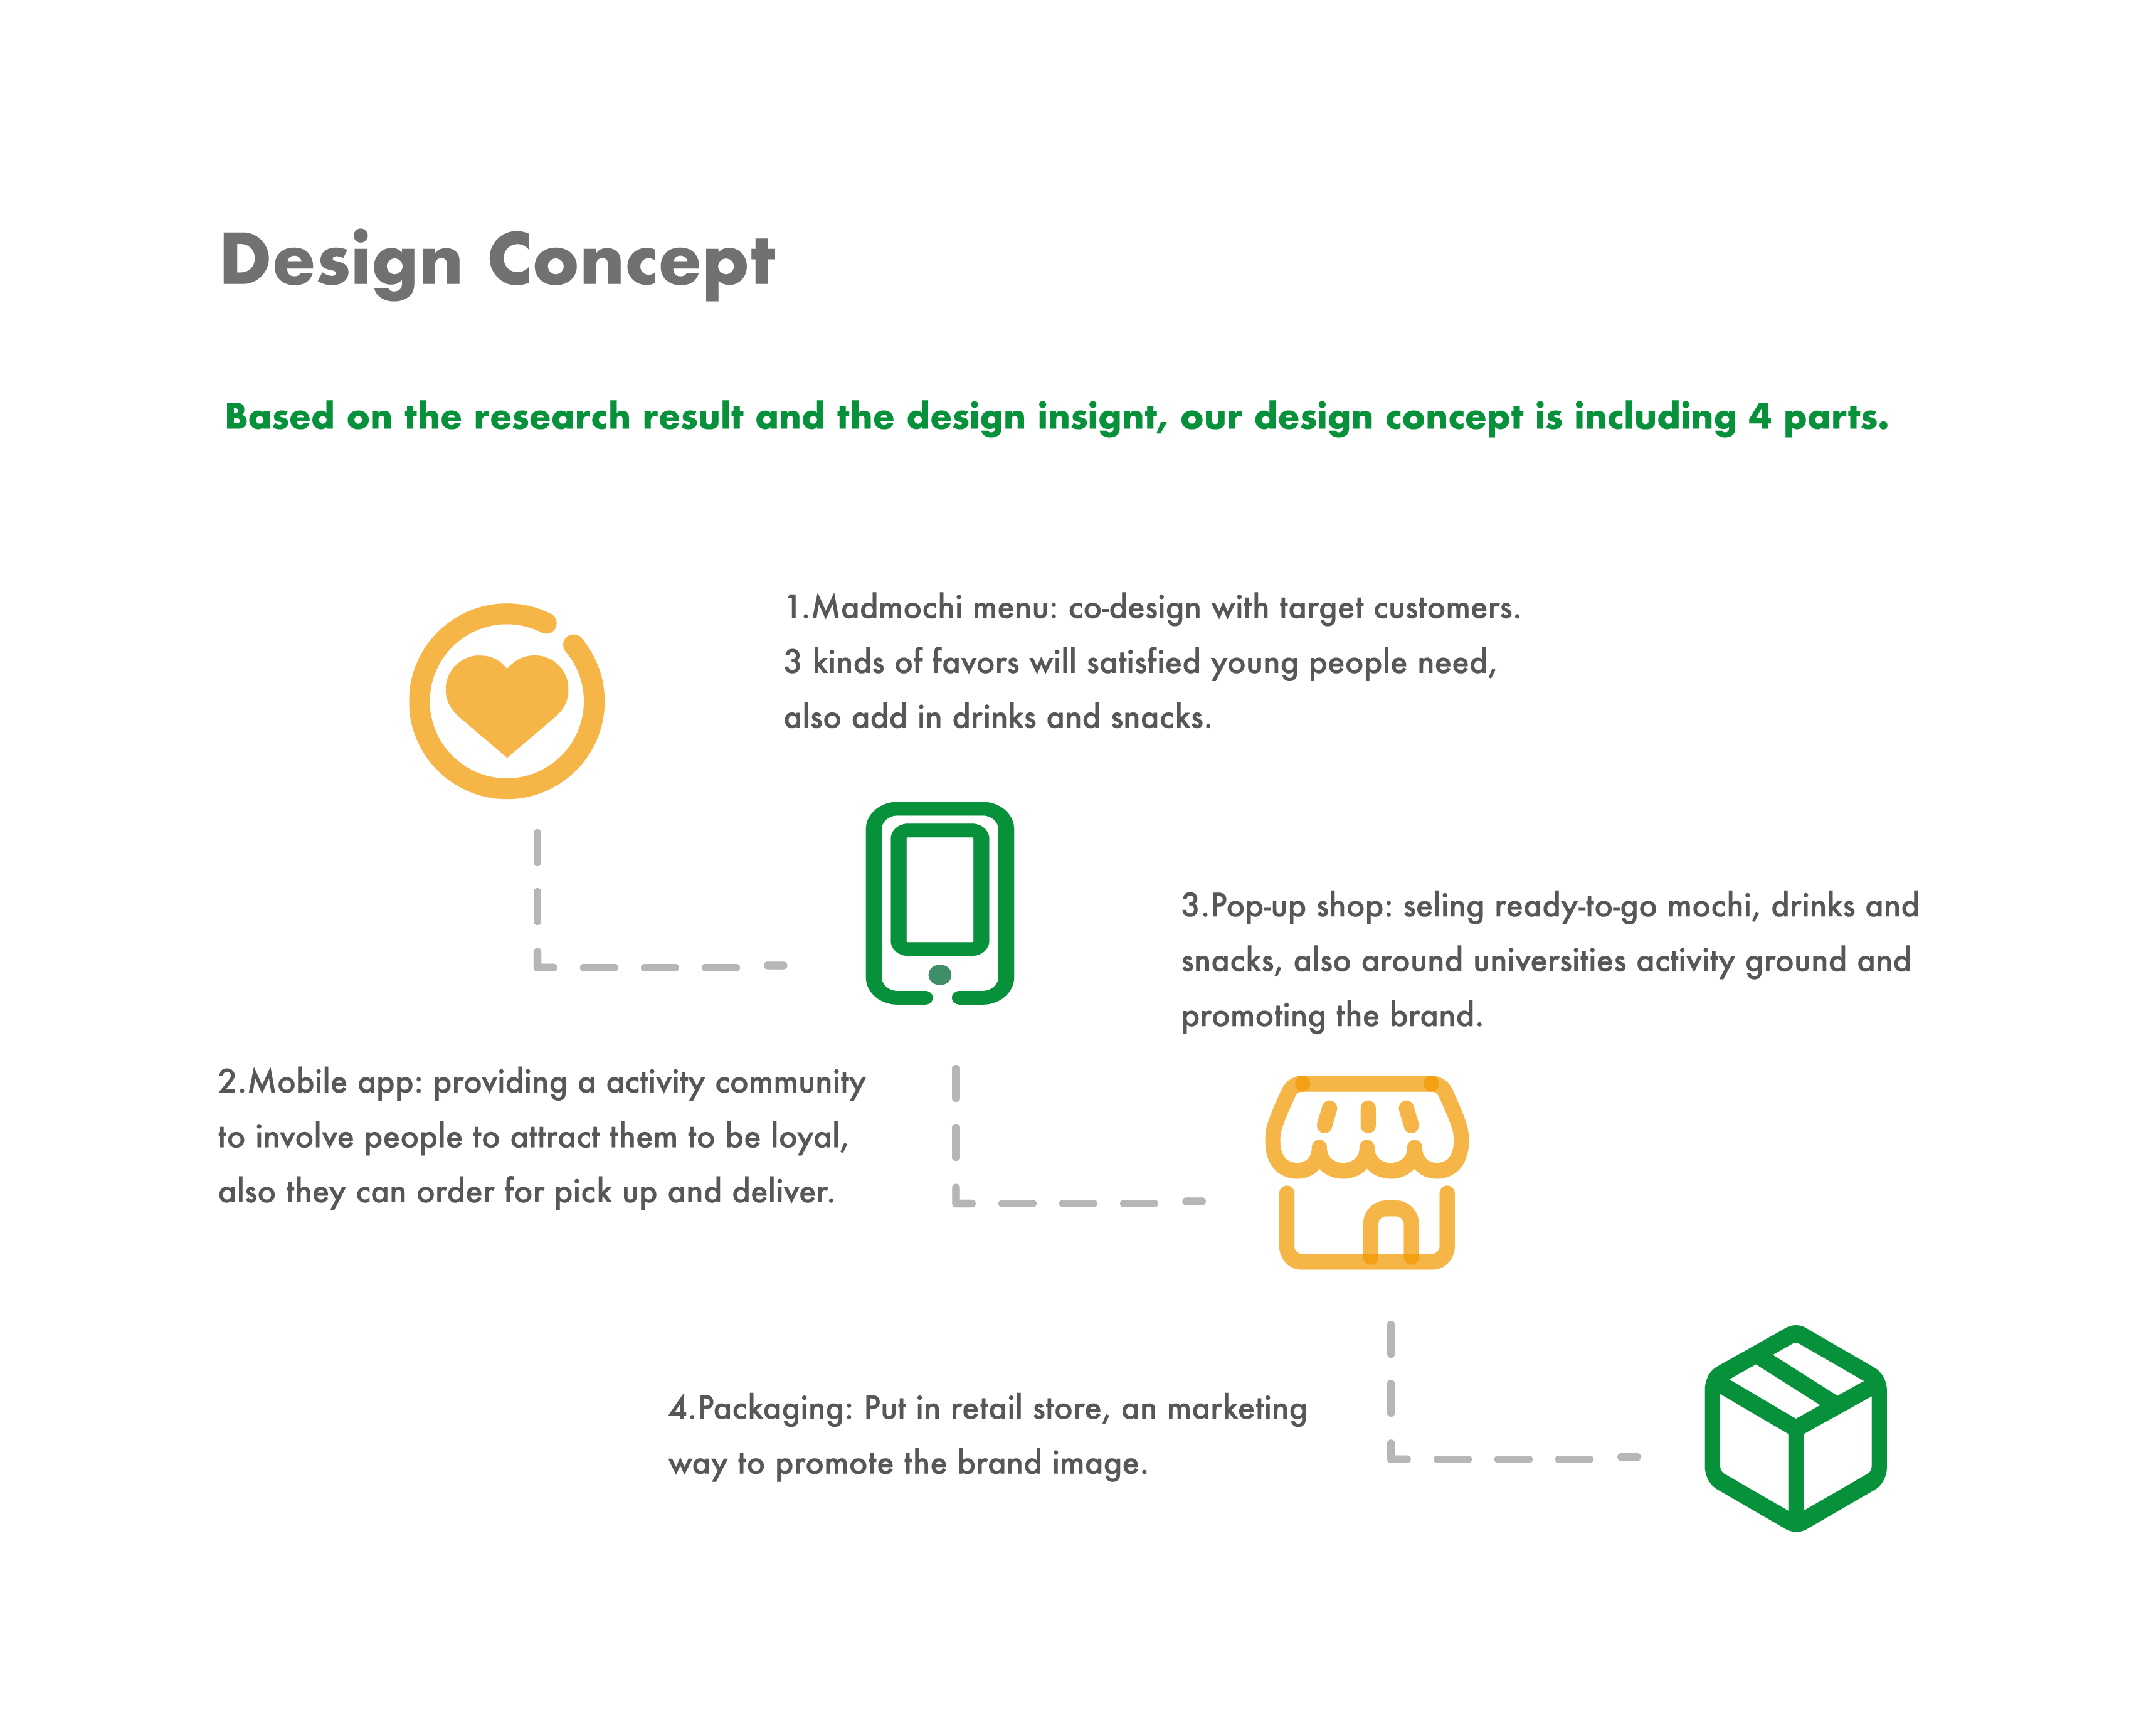 Design Concept
Based on the research result and the design insignt, our design concept is including 4 parts.
1.Madmochi menu: co-design with target customers.
3 kinds of favors will satisfied young people need,
also add in drinks and snacks.
2.Mobile app: providing a activity community
to involve people to attract them to be loyal,
also they can order for pick up and deliver.
3.Pop-up shop: seling ready-to-go mochi, drinks and
snacks, also around universities activity ground and
promoting the brand.
4.Packaging: Put in retail store, an marketing
way to promote the brand image.